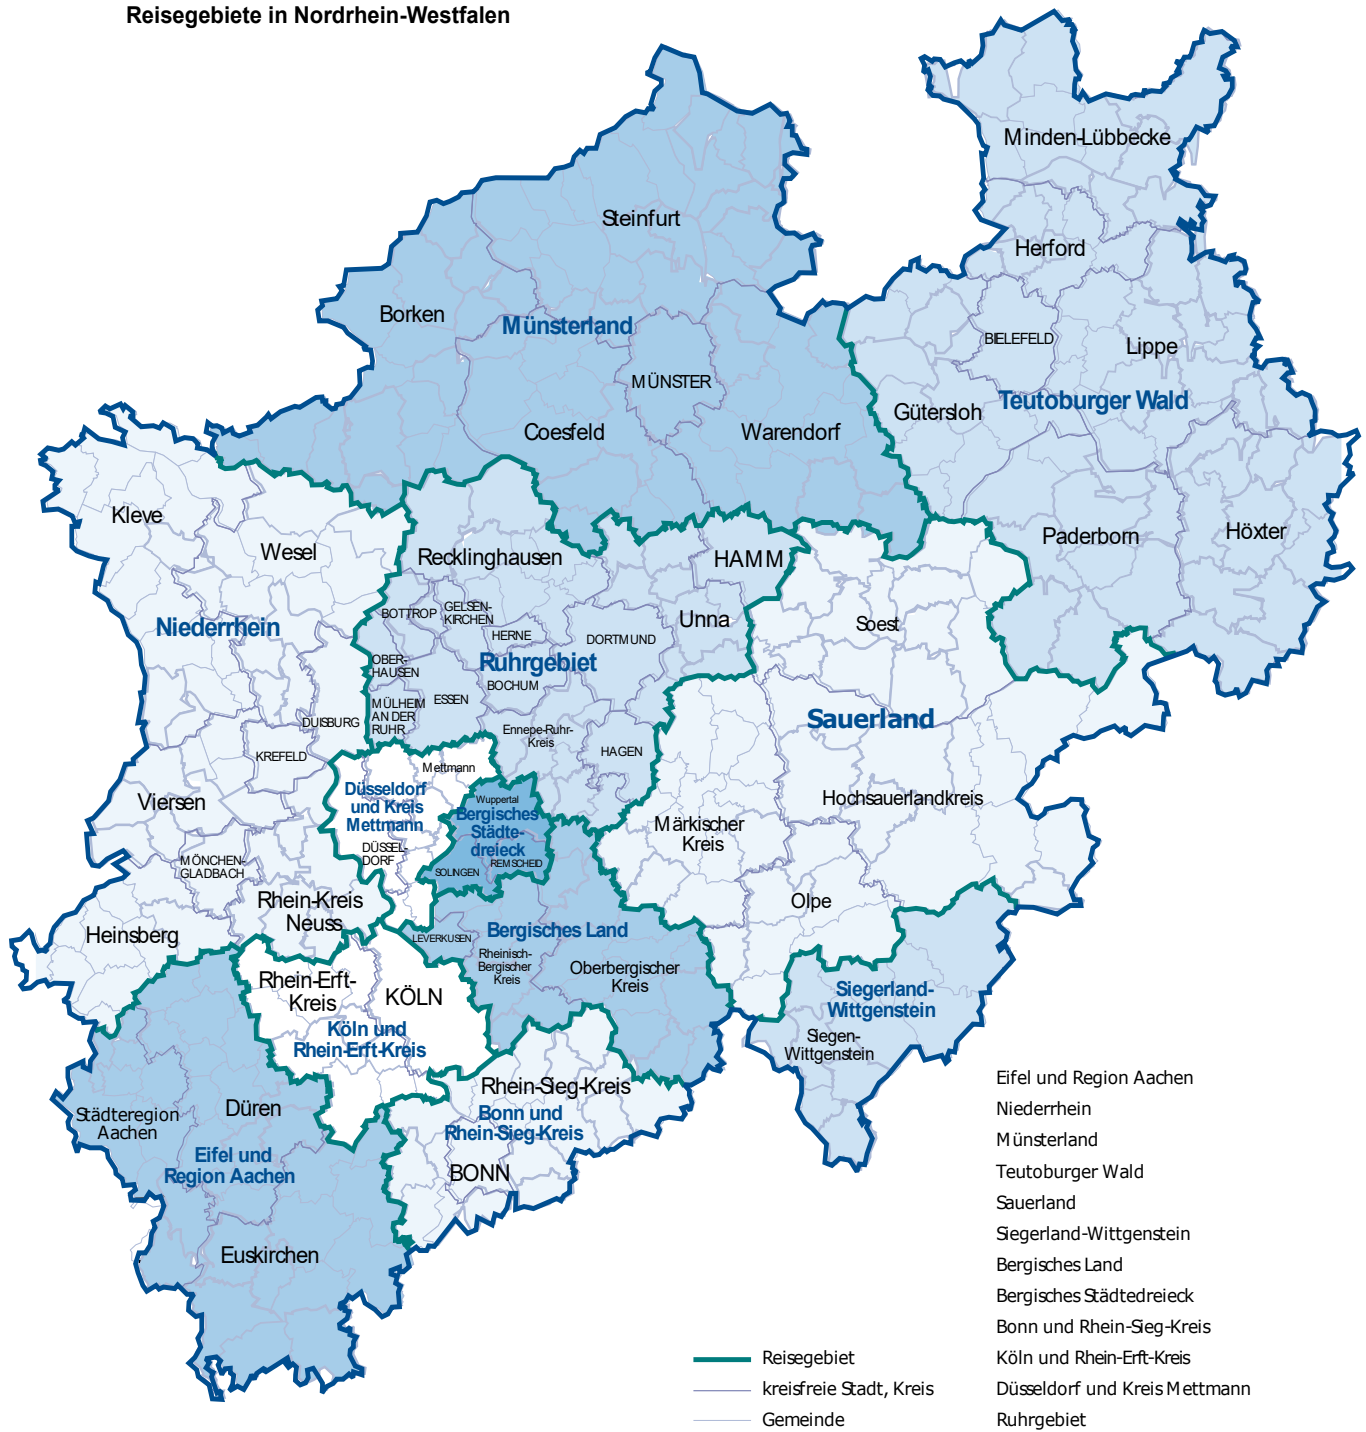 Reisegebiete in Nordrhein-Westfalen
Minden-Lübbecke
Steinfurt
Herford
Borken
Münsterland
BIELEFELD
Lippe
MÜNSTER
Teutoburger Wald
Gütersloh
Coesfeld
Warendorf
Kleve
Wesel
Recklinghausen
HAMM
Paderborn
Höxter
BOTTROP
GELSEN-
KIRCHEN
HERNE
DORTMUND
Unna
Soest
Niederrhein
OBER-
HAUSEN
Ruhrgebiet
BOCHUM
ESSEN
MÜLHEIM
AN DER
RUHR
DUISBURG
Ennepe-Ruhr-
Kreis
HAGEN
Sauerland
KREFELD
Mettmann
Düsseldorf
und Kreis
Mettmann
Wuppertal
Bergisches
Städte-
dreieck
Viersen
Hochsauerlandkreis
Märkischer
Kreis
DÜSSEL-
DORF
REMSCHEID
SOLINGEN
MÖNCHEN-
GLADBACH
Rhein-Kreis
Neuss
Olpe
Heinsberg
LEVERKUSEN
Bergisches Land
Rheinisch-
Bergischer
Kreis
Oberbergischer
Kreis
Rhein-Erft-
Kreis
KÖLN
Siegerland-
Wittgenstein
Köln und
Rhein-Erft-Kreis
Siegen-
Wittgenstein
Rhein-Sieg-Kreis
Bonn und
Rhein-Sieg-Kreis
Städteregion
Aachen
Düren
Eifel und
Region Aachen
BONN
Euskirchen
Reisegebiet
kreisfreie Stadt, Kreis
Gemeinde
Eifel und Region Aachen
Niederrhein
Münsterland
Teutoburger Wald
Sauerland
Siegerland-Wittgenstein
Bergisches Land
Bergisches Städtedreieck
Bonn und Rhein-Sieg-Kreis
Köln und Rhein-Erft-Kreis
Düsseldorf und Kreis Mettmann
Ruhrgebiet